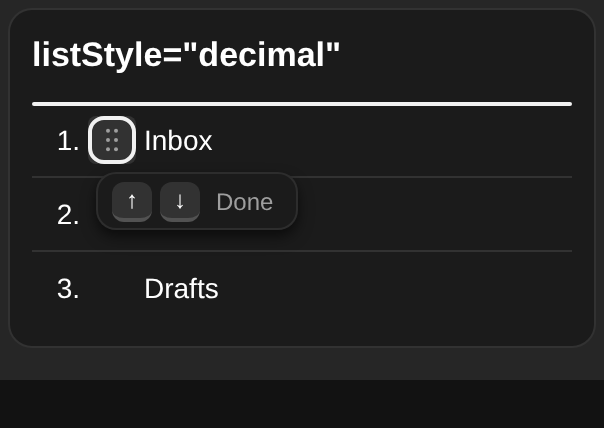 listStyle="decimal"
1. Inbox
2.
↑ ↓ Done
3. Drafts